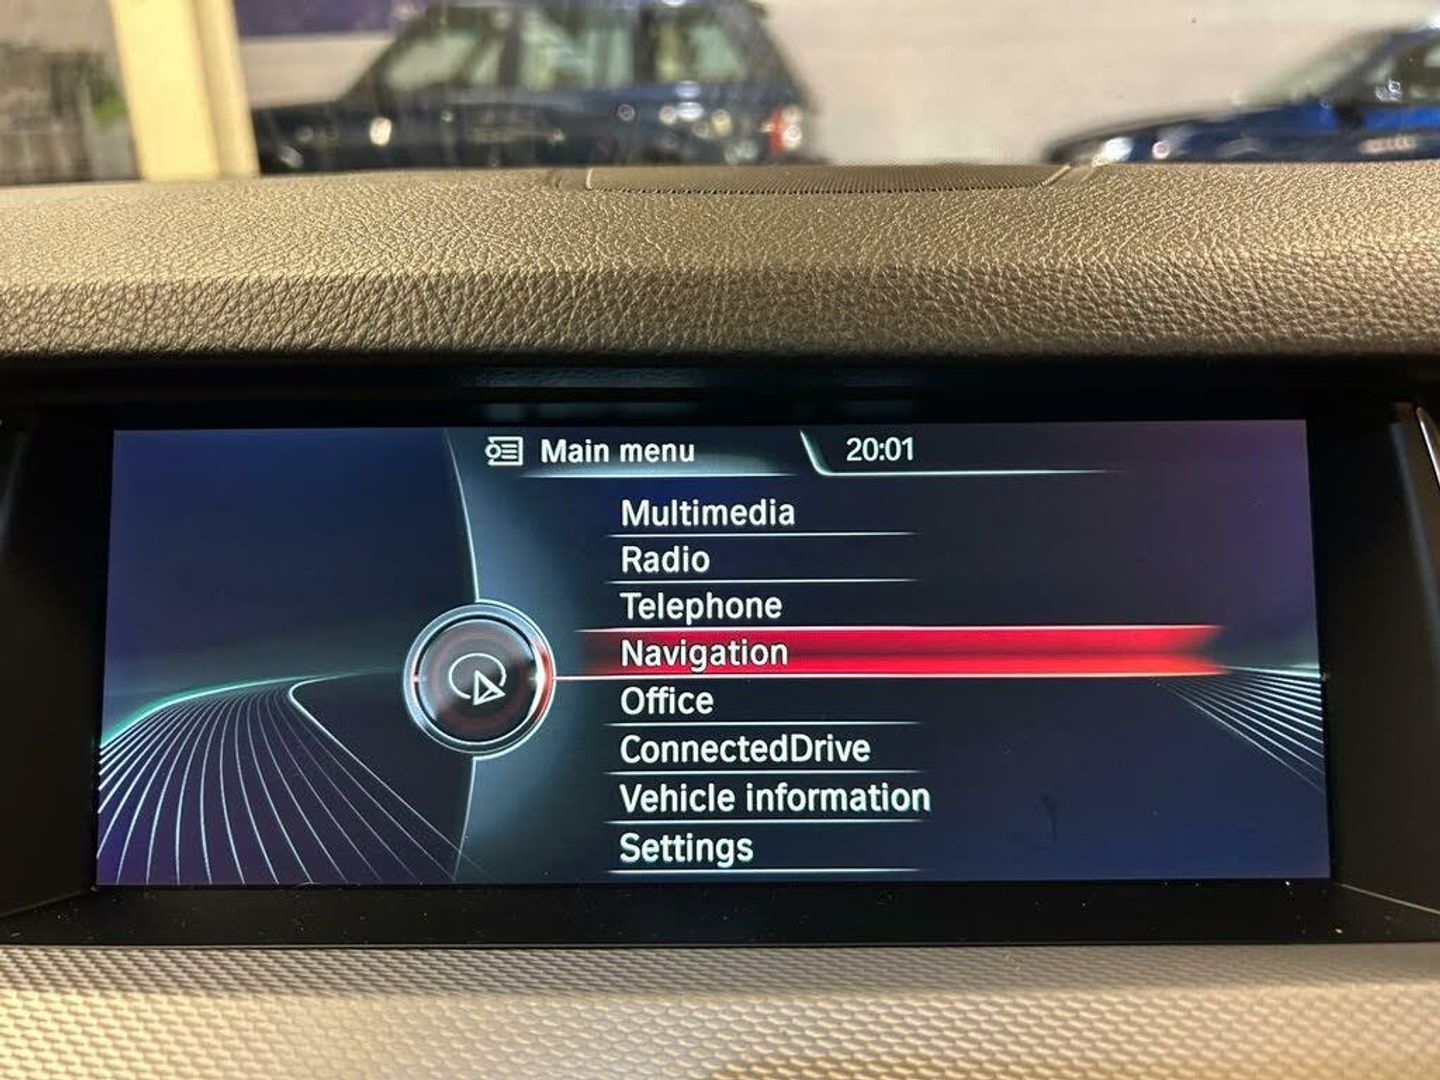 Main menu
20:01
Multimedia
Radio
Telephone
Navigation
Office
ConnectedDrive
Vehicle information
Settings